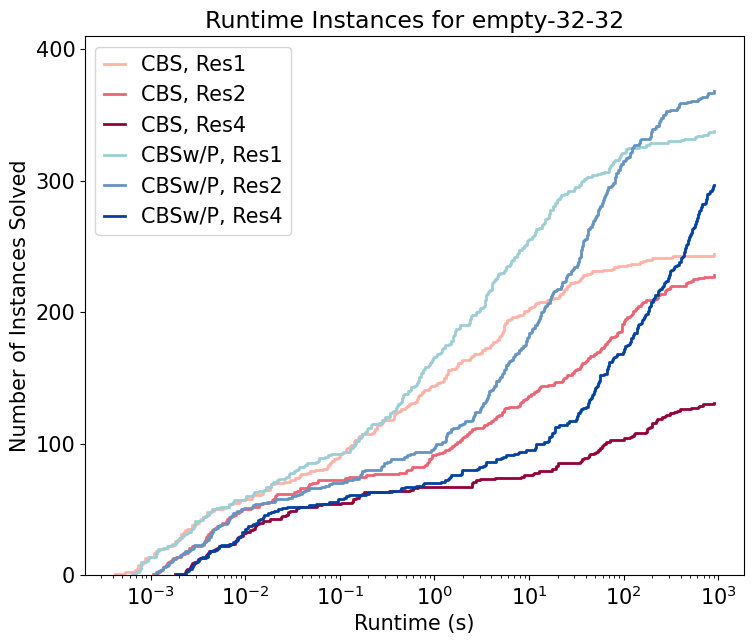 Runtime Instances for empty-32-32
CBS, Res1
CBS, Res2
CBS, Res4
CBSw/P, Res1
CBSw/P, Res2
CBSw/P, Res4
Number of Instances Solved
400
300
200
100
0
10⁻³ 10⁻² 10⁻¹ 10⁰ 10¹ 10² 10³
Runtime (s)